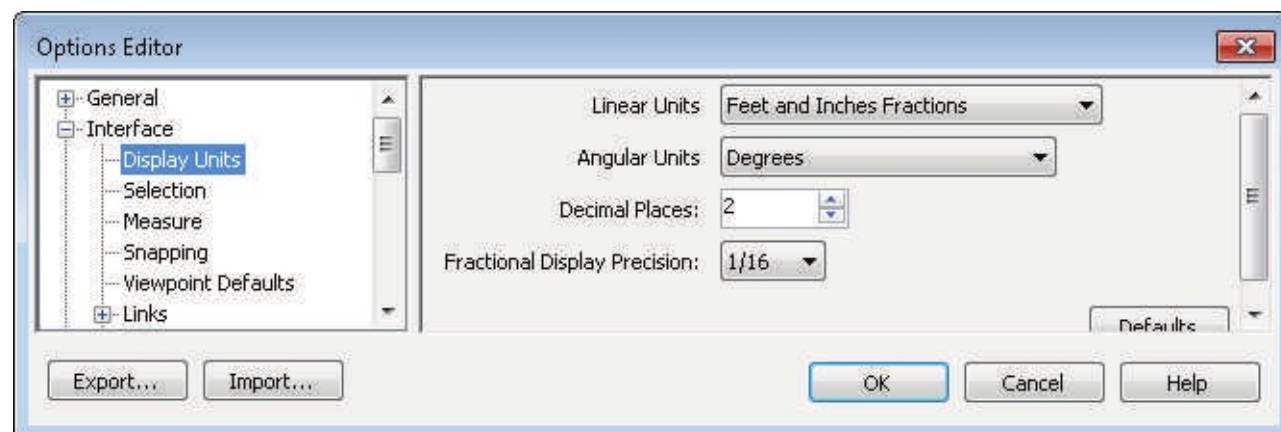 Options Editor
General
Interface
Display Units
Selection
Measure
Snapping
Viewpoint Defaults
Links
Linear Units Feet and Inches Fractions
Angular Units Degrees
Decimal Places: 2
Fractional Display Precision: 1/16
Defaults
Export... Import... OK Cancel Help